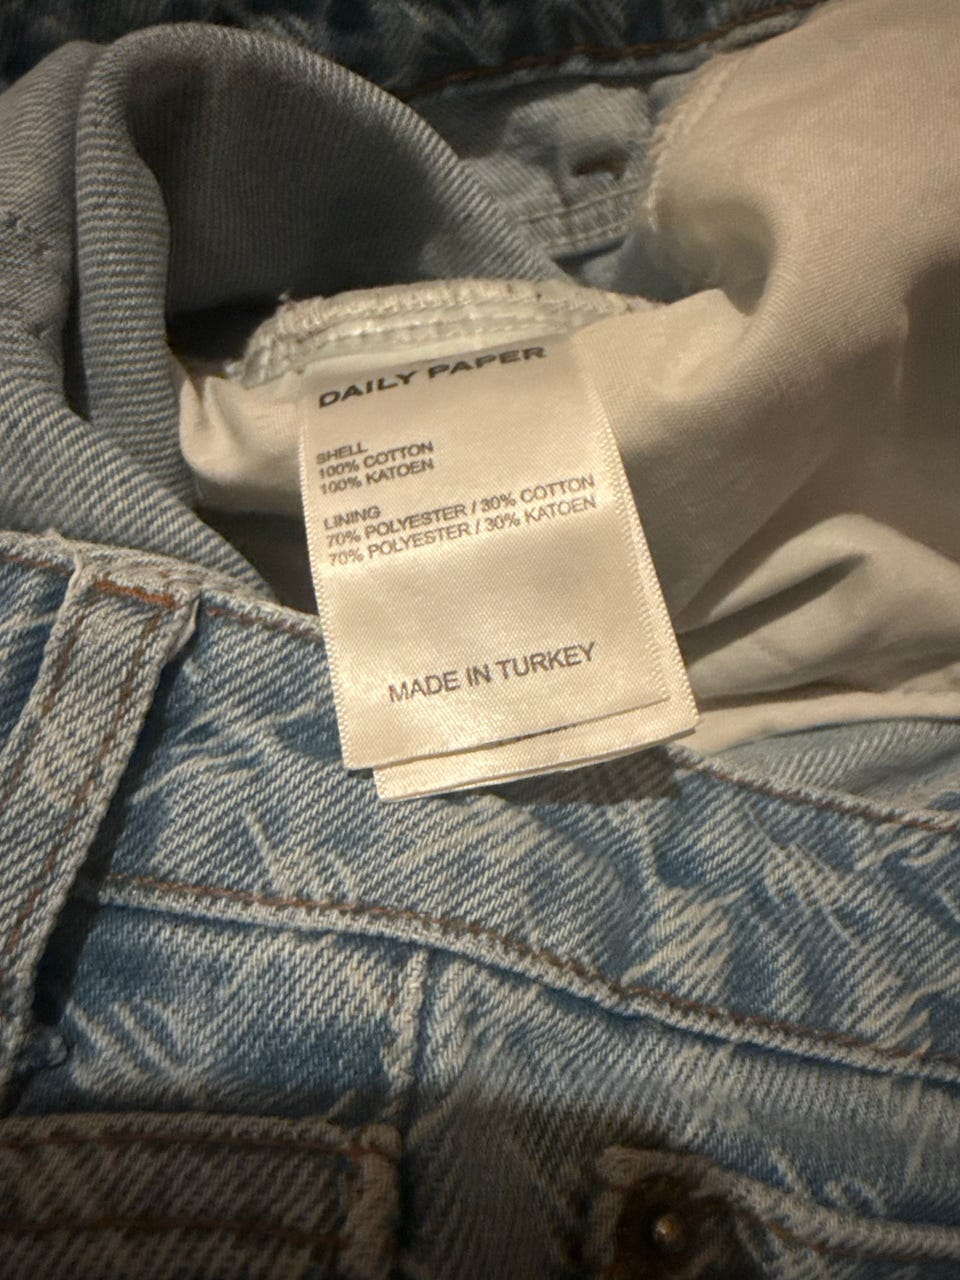 DAILY PAPER
SHELL
100% COTTON
100% KATOEN
LINING
70% POLYESTER / 30% COTTON
70% POLYESTER / 30% KATOEN
MADE IN TURKEY